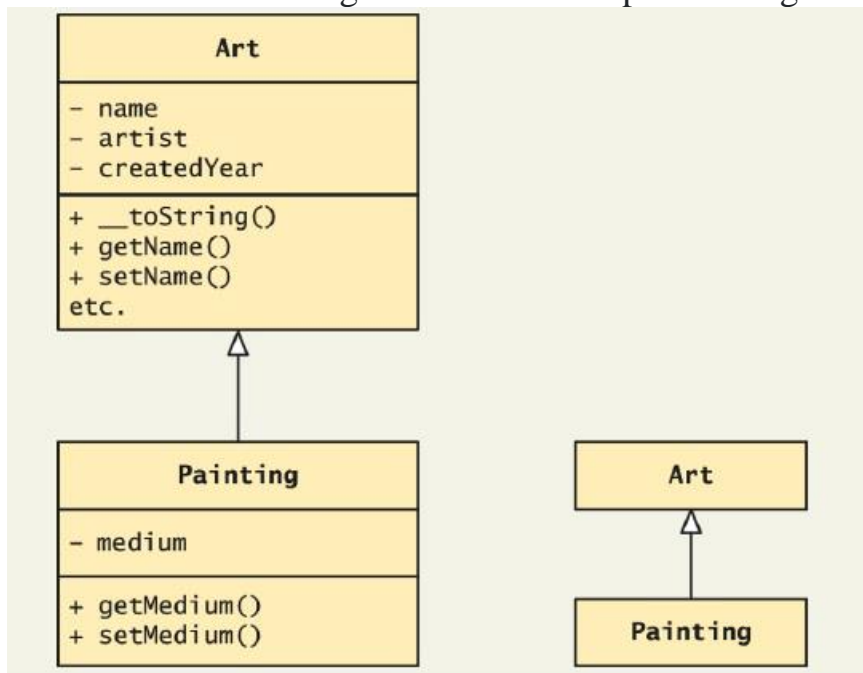 Art
- name
- artist
- createdYear
+ __toString()
+ getName()
+ setName()
etc.
Painting
- medium
+ getMedium()
+ setMedium()
Art
Painting